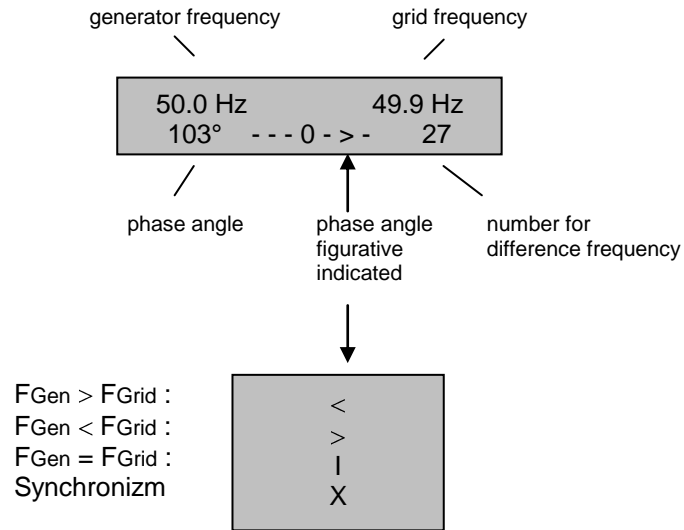 generator frequency
grid frequency
50.0 Hz 49.9 Hz
103° - - - 0 - > - 27
phase angle
phase angle
figurative
indicated
number for
difference frequency
FGen > FGrid : <
FGen < FGrid : >
FGen = FGrid : I
Synchronizm X